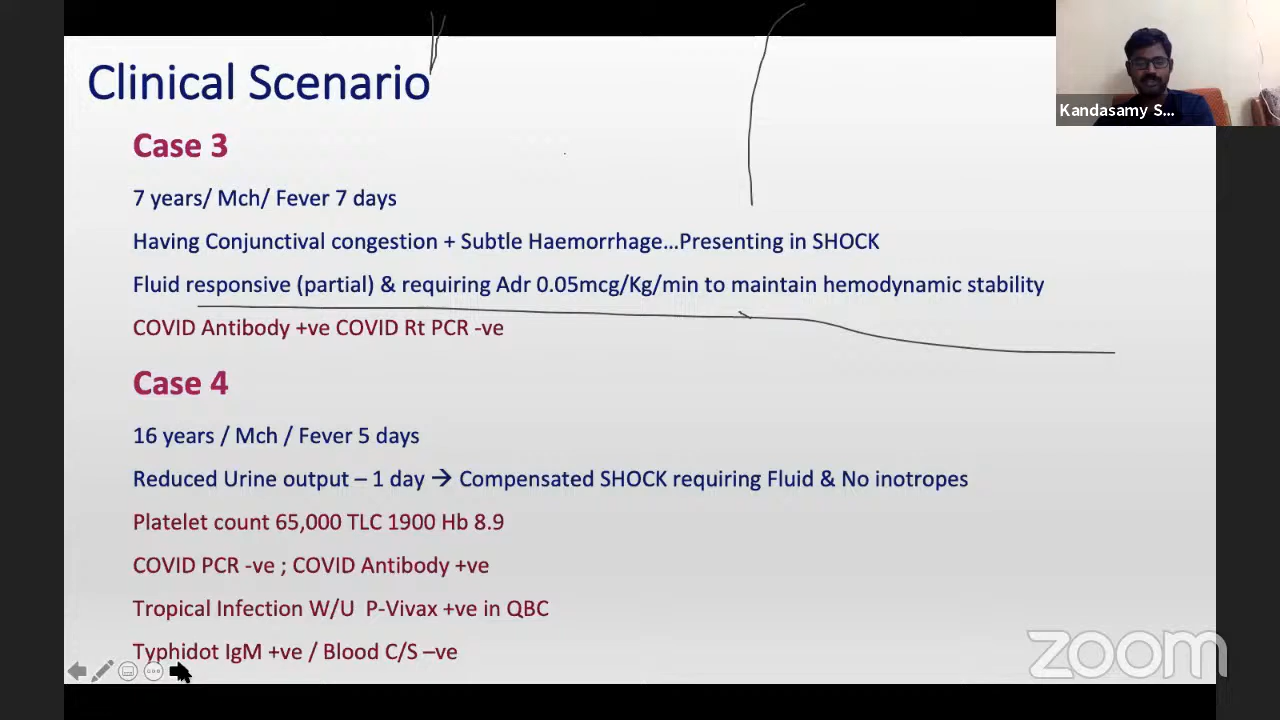 Clinical Scenario
Case 3
7 years/ Mch/ Fever 7 days
Having Conjunctival congestion + Subtle Haemorrhage...Presenting in SHOCK
Fluid responsive (partial) & requiring Adr 0.05mcg/Kg/min to maintain hemodynamic stability
COVID Antibody +ve COVID Rt PCR -ve
Case 4
16 years / Mch / Fever 5 days
Reduced Urine output – 1 day → Compensated SHOCK requiring Fluid & No inotropes
Platelet count 65,000 TLC 1900 Hb 8.9
COVID PCR -ve ; COVID Antibody +ve
Tropical Infection W/U P-Vivax +ve in QBC
Typhidot IgM +ve / Blood C/S –ve
Kandasamy S...
zoom